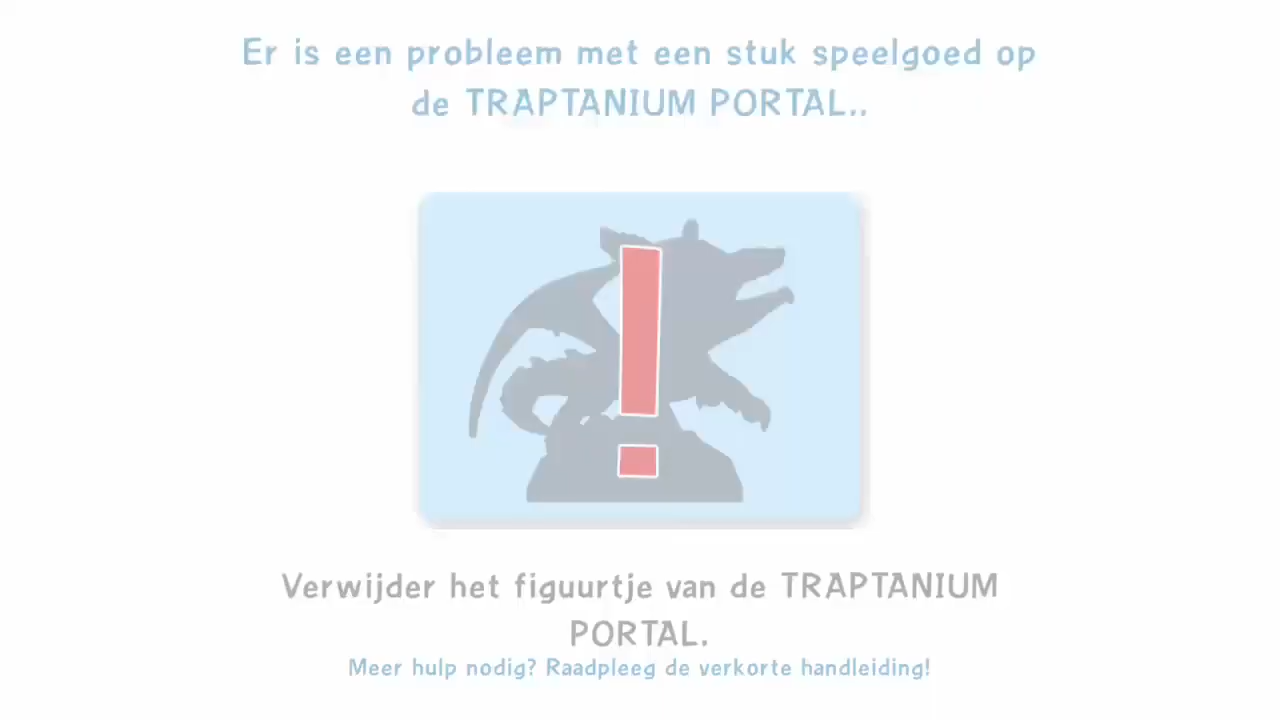 Er is een probleem met een stuk speelgoed op
de TRAPTANIUM PORTAL..
Verwijder het figuurtje van de TRAPTANIUM
PORTAL.
Meer hulp nodig? Raadpleeg de verkorte handleiding!